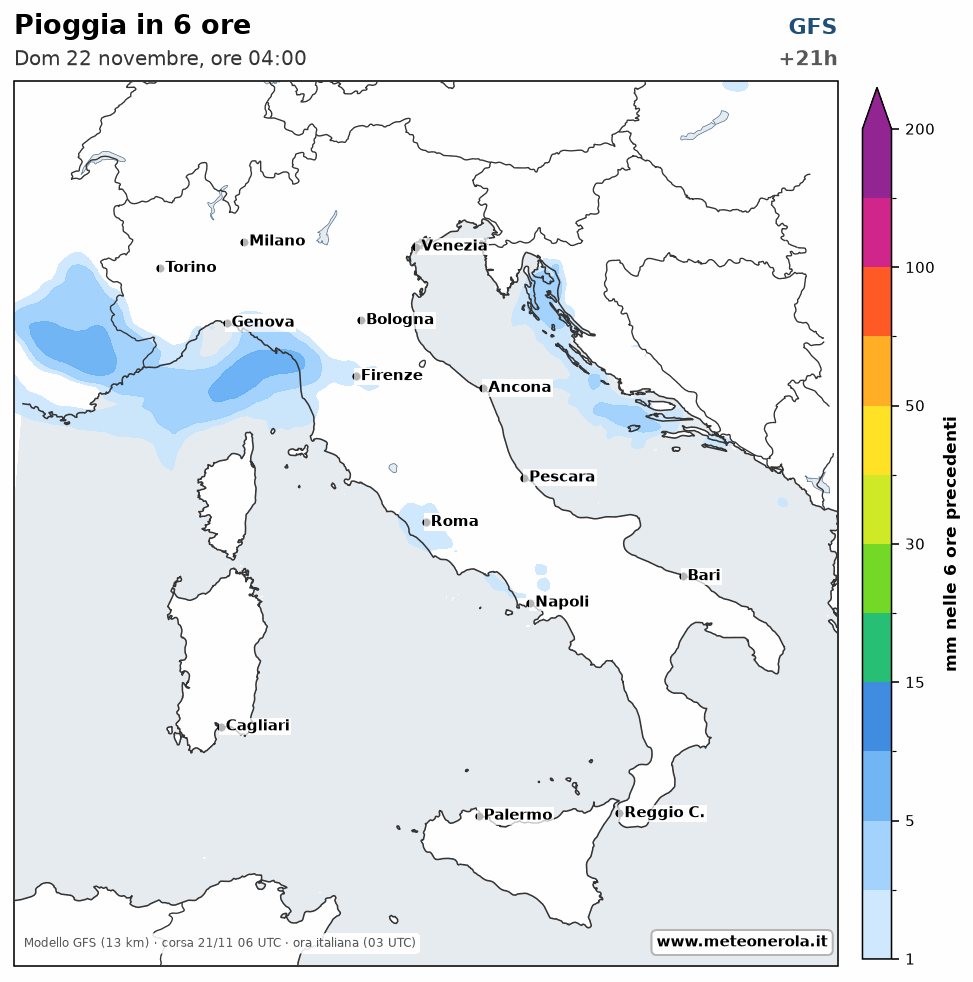 Pioggia in 6 ore
GFS
Dom 22 novembre, ore 04:00
+21h
200
Venezia
Milano
Torino
100
Bologna
Genova
Firenze
Ancona
50
Pescara
Roma
30
mm nelle 6 ore precedenti
Bari
Napoli
15
Cagliari
Palermo
Reggio C.
5
Modello GFS (13 km) · corsa 21/11 06 UTC · ora italiana (03 UTC)
www.meteonerola.it
1